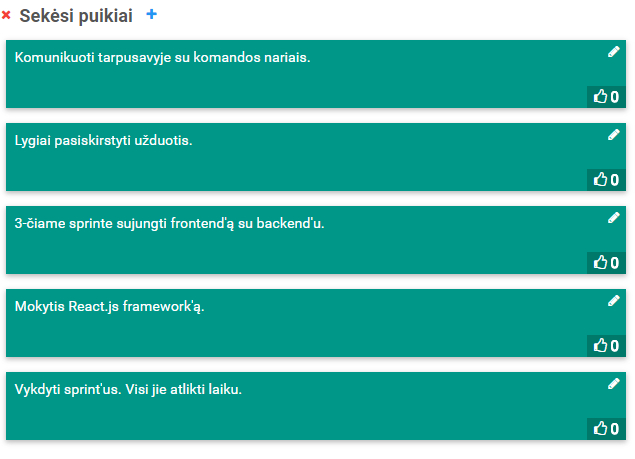 Sekėsi puikiai
Komunikuoti tarpusavyje su komandos nariais.
0
Lygiai pasiskirstyti užduotis.
0
3-čiame sprinte sujungti frontend'ą su backend'u.
0
Mokytis React.js framework'ą.
0
Vykdyti sprint'us. Visi jie atlikti laiku.
0